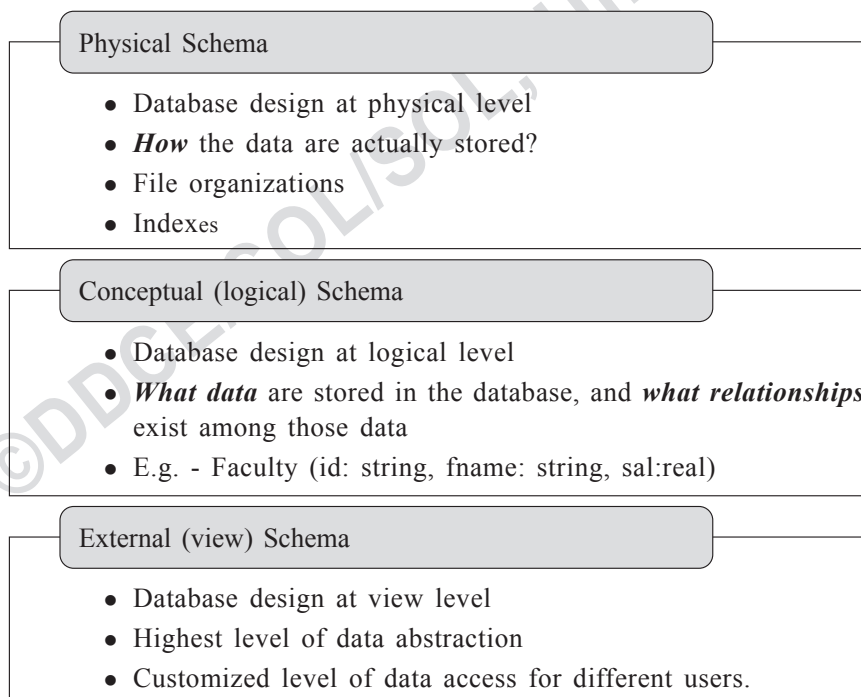 Physical Schema
● Database design at physical level
● How the data are actually stored?
● File organizations
● Indexes
Conceptual (logical) Schema
● Database design at logical level
● What data are stored in the database, and what relationships
exist among those data
● E.g. - Faculty (id: string, fname: string, sal:real)
External (view) Schema
● Database design at view level
● Highest level of data abstraction
● Customized level of data access for different users.
©DDCE/SOL/SOL,